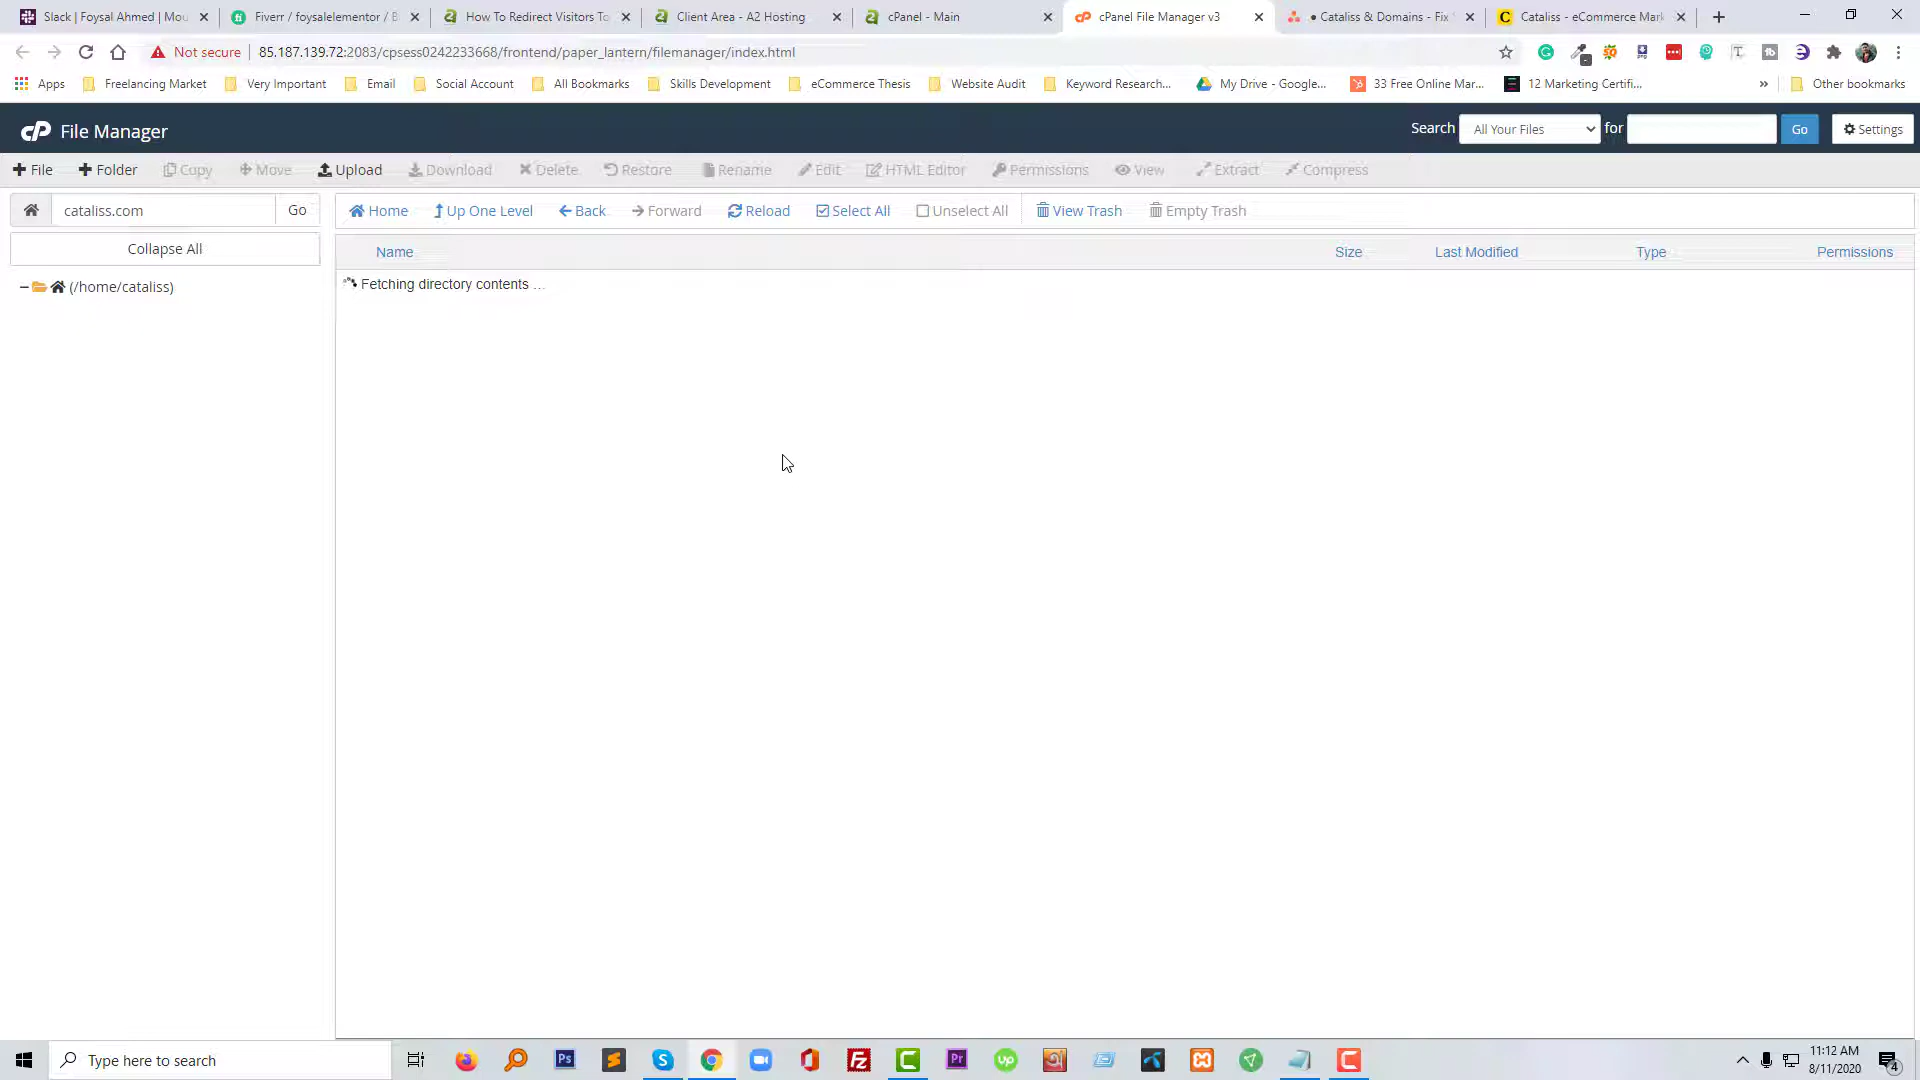 Slack | Foysal Ahmed | Mou
Fiverr / foysalelementor / B
How To Redirect Visitors To
Client Area - A2 Hosting
cPanel - Main
cPanel File Manager v3
● Cataliss & Domains - Fix
Cataliss - eCommerce Mark
Not secure
85.187.139.72:2083/cpsess0242233668/frontend/paper_lantern/filemanager/index.html
Apps
Freelancing Market
Very Important
Email
Social Account
All Bookmarks
Skills Development
eCommerce Thesis
Website Audit
Keyword Research...
My Drive - Google...
33 Free Online Mar...
12 Marketing Certifi...
»
Other bookmarks
cP File Manager
Search
All Your Files
for
Go
Settings
+ File
+ Folder
Copy
Move
Upload
Download
Delete
Restore
Rename
Edit
HTML Editor
Permissions
View
Extract
Compress
cataliss.com
Go
Home
Up One Level
Back
Forward
Reload
Select All
Unselect All
View Trash
Empty Trash
Collapse All
Name
Size
Last Modified
Type
Permissions
(/home/cataliss)
Fetching directory contents ...
Type here to search
11:12 AM
8/11/2020
4